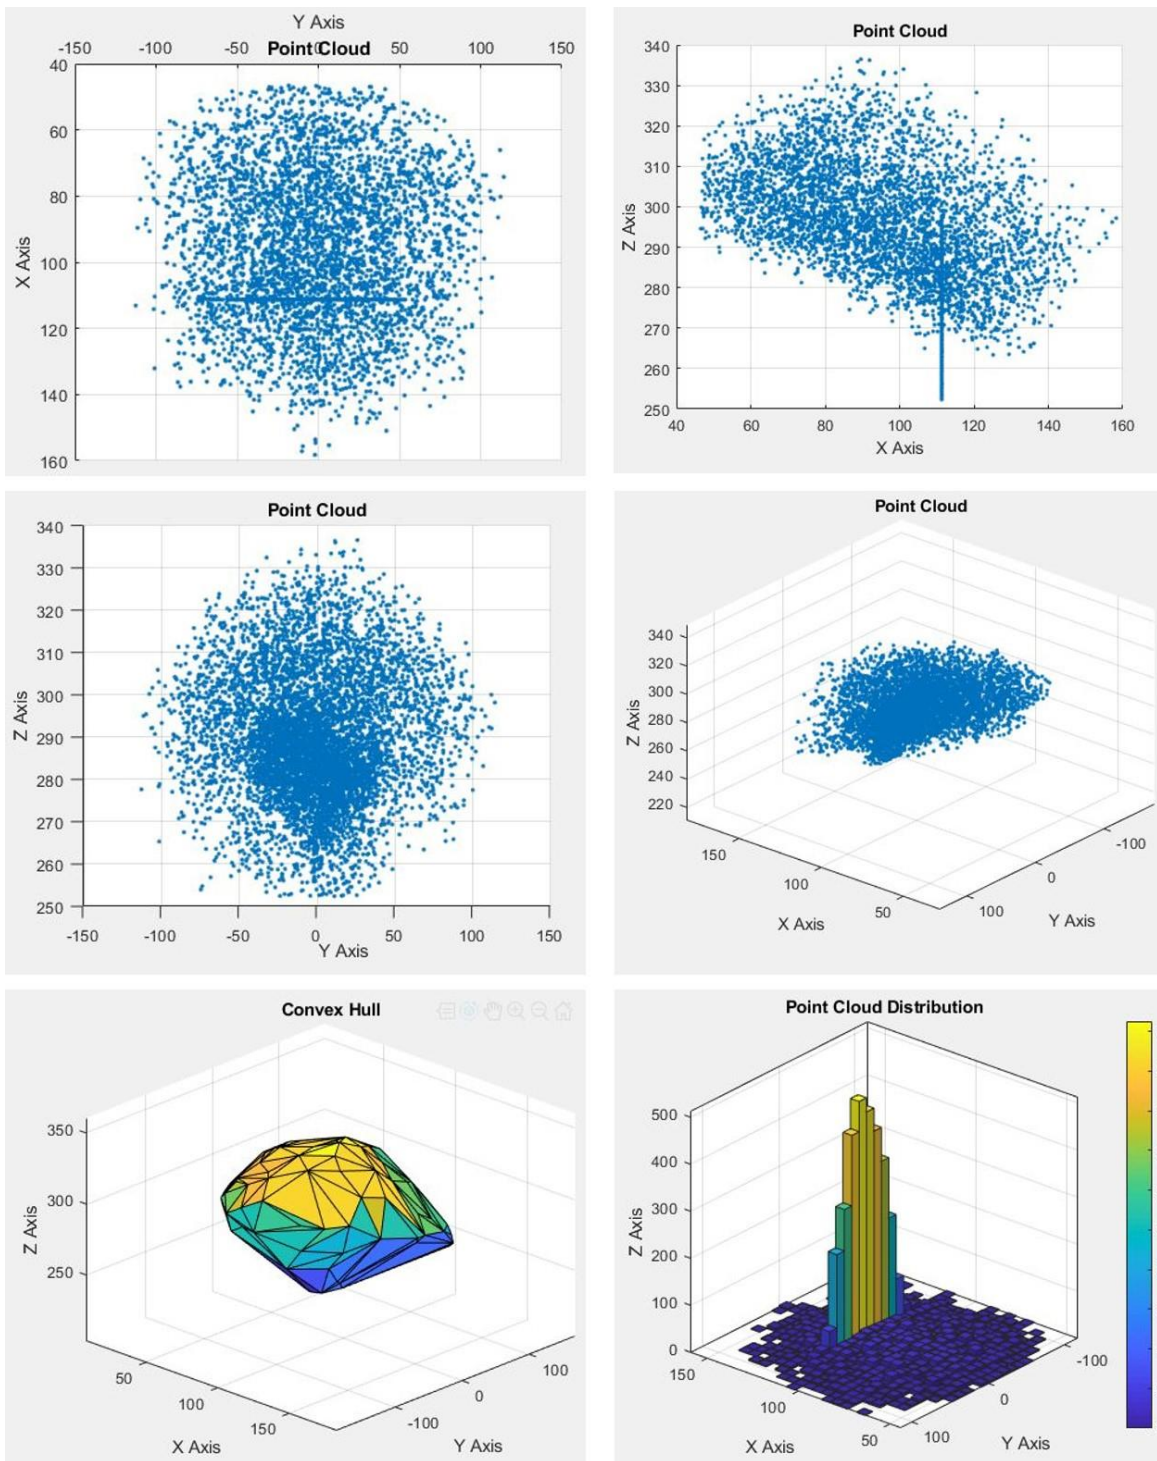 Y Axis
-150 -100 -50 0 50 100 150
Point Cloud
40
60
80
100
120
140
160
X Axis
Point Cloud
340
330
320
310
300
290
280
270
260
250
Z Axis
40 60 80 100 120 140 160
X Axis
Point Cloud
340
330
320
310
300
290
280
270
260
250
Z Axis
-150 -100 -50 0 50 100 150
Y Axis
Point Cloud
340
320
300
280
260
240
220
Z Axis
150
100
50
X Axis
-100
0
100
Y Axis
Convex Hull
350
300
250
Z Axis
50
100
150
X Axis
100
0
-100
Y Axis
Point Cloud Distribution
500
400
300
200
100
0
Z Axis
150
100
50
X Axis
-100
0
100
Y Axis